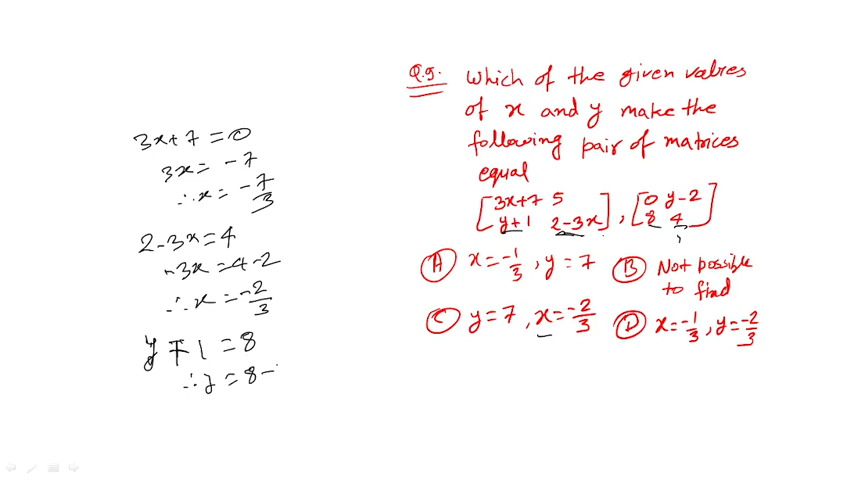 3x+7 = 0
3x = -7
∴x = -7/3
2-3x = 4
-3x = 4-2
∴x = -2/3
y + 1 = 8
∴y = 8-
Q.9. Which of the given values
of x and y make the
following pair of matrices
equal
[3x+7 5
y+1 2-3x] , [0 y-2
8 4]
(A) x = -1/3 , y = 7 (B) Not possible
to find
(C) y = 7 , x = -2/3 (D) x = -1/3 , y = -2/3